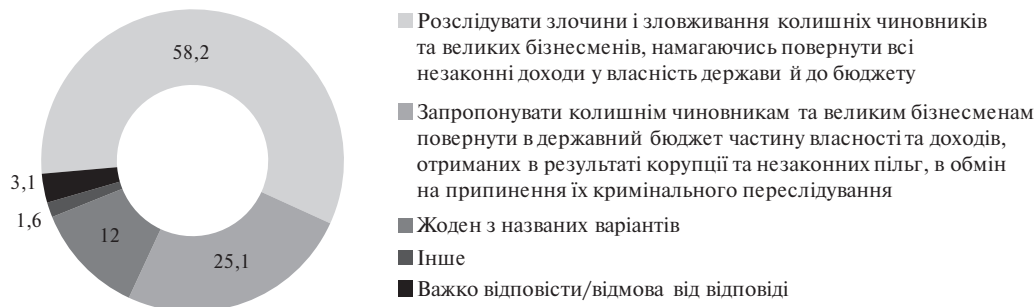 58,2
3,1
1,6
12
25,1
Розслідувати злочини і зловживання колишніх чиновників
та великих бізнесменів, намагаючись повернути всі
незаконні доходи у власність держави й до бюджету
Запропонувати колишнім чиновникам та великим бізнесменам
повернути в державний бюджет частину власності та доходів,
отриманих в результаті корупції та незаконних пільг, в обмін
на припинення їх кримінального переслідування
Жоден з названих варіантів
Інше
Важко відповісти/відмова від відповіді